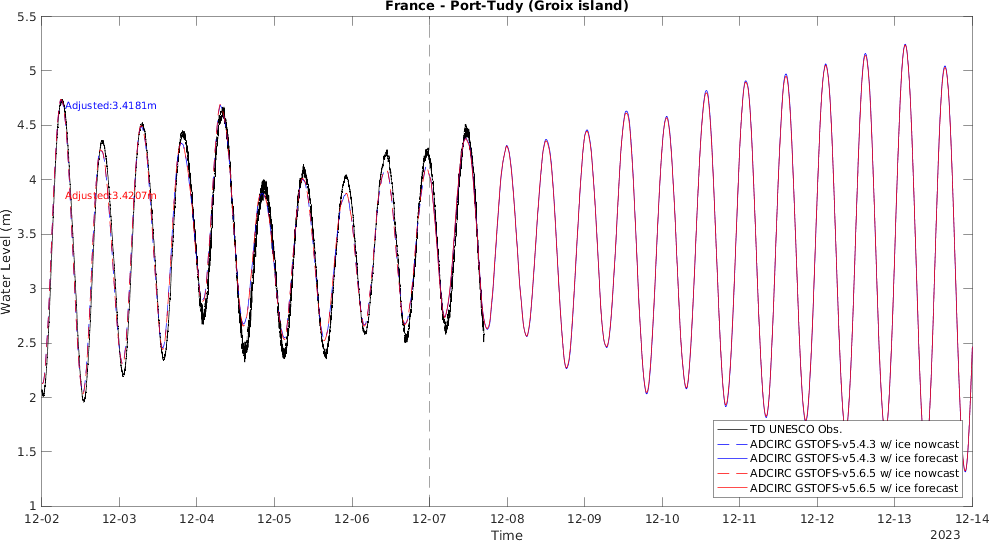 France - Port-Tudy (Groix island)
5.5
5
4.5
4
3.5
3
2.5
2
1.5
1
Water Level (m)
Adjusted:3.4181m
Adjusted:3.4207m
TD UNESCO Obs.
ADCIRC GSTOFS-v5.4.3 w/ ice nowcast
ADCIRC GSTOFS-v5.4.3 w/ ice forecast
ADCIRC GSTOFS-v5.6.5 w/ ice nowcast
ADCIRC GSTOFS-v5.6.5 w/ ice forecast
12-02 12-03 12-04 12-05 12-06 12-07 12-08 12-09 12-10 12-11 12-12 12-13 12-14
Time
2023